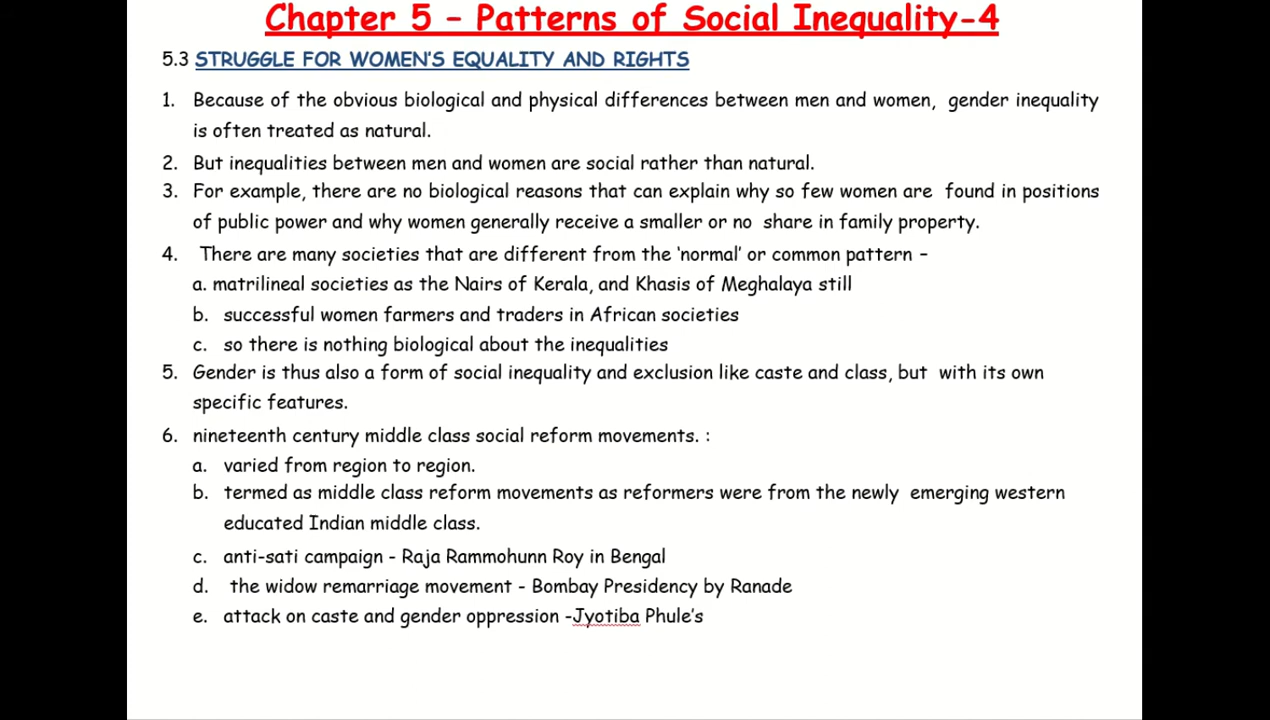 Chapter 5 – Patterns of Social Inequality-4
5.3 STRUGGLE FOR WOMEN'S EQUALITY AND RIGHTS
1. Because of the obvious biological and physical differences between men and women, gender inequality
is often treated as natural.
2. But inequalities between men and women are social rather than natural.
3. For example, there are no biological reasons that can explain why so few women are found in positions
of public power and why women generally receive a smaller or no share in family property.
4. There are many societies that are different from the 'normal' or common pattern –
a. matrilineal societies as the Nairs of Kerala, and Khasis of Meghalaya still
b. successful women farmers and traders in African societies
c. so there is nothing biological about the inequalities
5. Gender is thus also a form of social inequality and exclusion like caste and class, but with its own
specific features.
6. nineteenth century middle class social reform movements. :
a. varied from region to region.
b. termed as middle class reform movements as reformers were from the newly emerging western
educated Indian middle class.
c. anti-sati campaign - Raja Rammohunn Roy in Bengal
d. the widow remarriage movement - Bombay Presidency by Ranade
e. attack on caste and gender oppression -Jyotiba Phule's